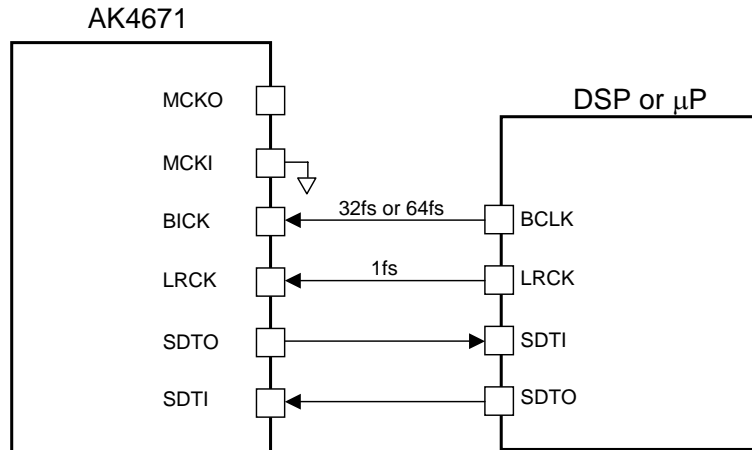 AK4671
DSP or μP
MCKO
MCKI
BICK
32fs or 64fs
BCLK
LRCK
1fs
LRCK
SDTO
SDTI
SDTI
SDTO